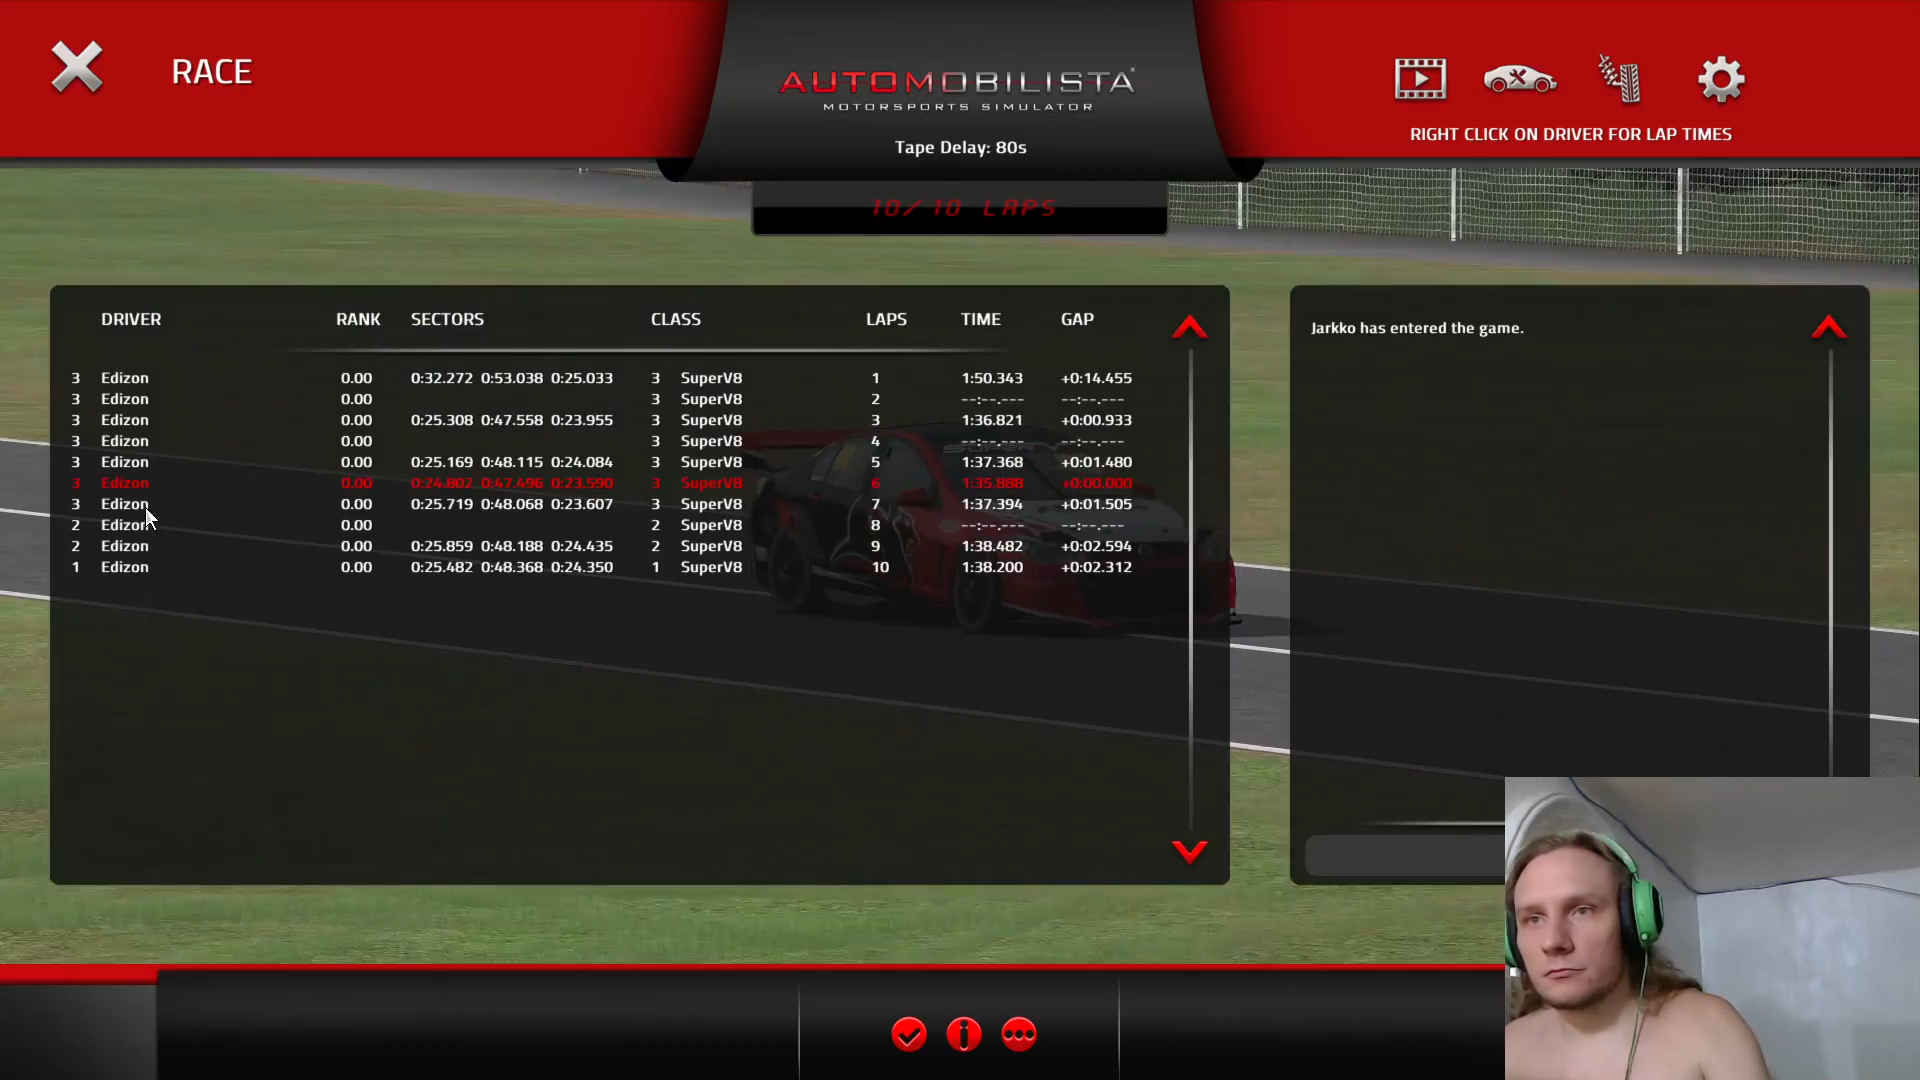 RACE
AUTOMOBILISTA
MOTORSPORTS SIMULATOR
Tape Delay: 80s
RIGHT CLICK ON DRIVER FOR LAP TIMES
10/10 LAPS
DRIVER RANK SECTORS CLASS LAPS TIME GAP
3 Edizon 0.00 0:32.272 0:53.038 0:25.033 3 SuperV8 1 1:50.343 +0:14.455
3 Edizon 0.00 3 SuperV8 2 --:--.--- --:--.---
3 Edizon 0.00 0:25.308 0:47.558 0:23.955 3 SuperV8 3 1:36.821 +0:00.933
3 Edizon 0.00 3 SuperV8 4 --:--.--- --:--.---
3 Edizon 0.00 0:25.169 0:48.115 0:24.084 3 SuperV8 5 1:37.368 +0:01.480
3 Edizon 0.00 0:24.802 0:47.496 0:23.590 3 SuperV8 6 1:35.888 +0:00.000
3 Edizon 0.00 0:25.719 0:48.068 0:23.607 3 SuperV8 7 1:37.394 +0:01.505
2 Edizon 0.00 2 SuperV8 8 --:--.--- --:--.---
2 Edizon 0.00 0:25.859 0:48.188 0:24.435 2 SuperV8 9 1:38.482 +0:02.594
1 Edizon 0.00 0:25.482 0:48.368 0:24.350 1 SuperV8 10 1:38.200 +0:02.312
Jarkko has entered the game.